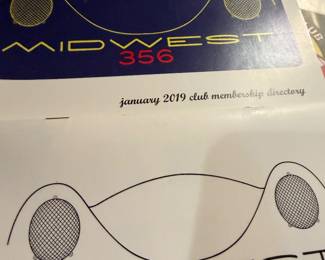 MIDWEST
356
january 2019 club membership directory